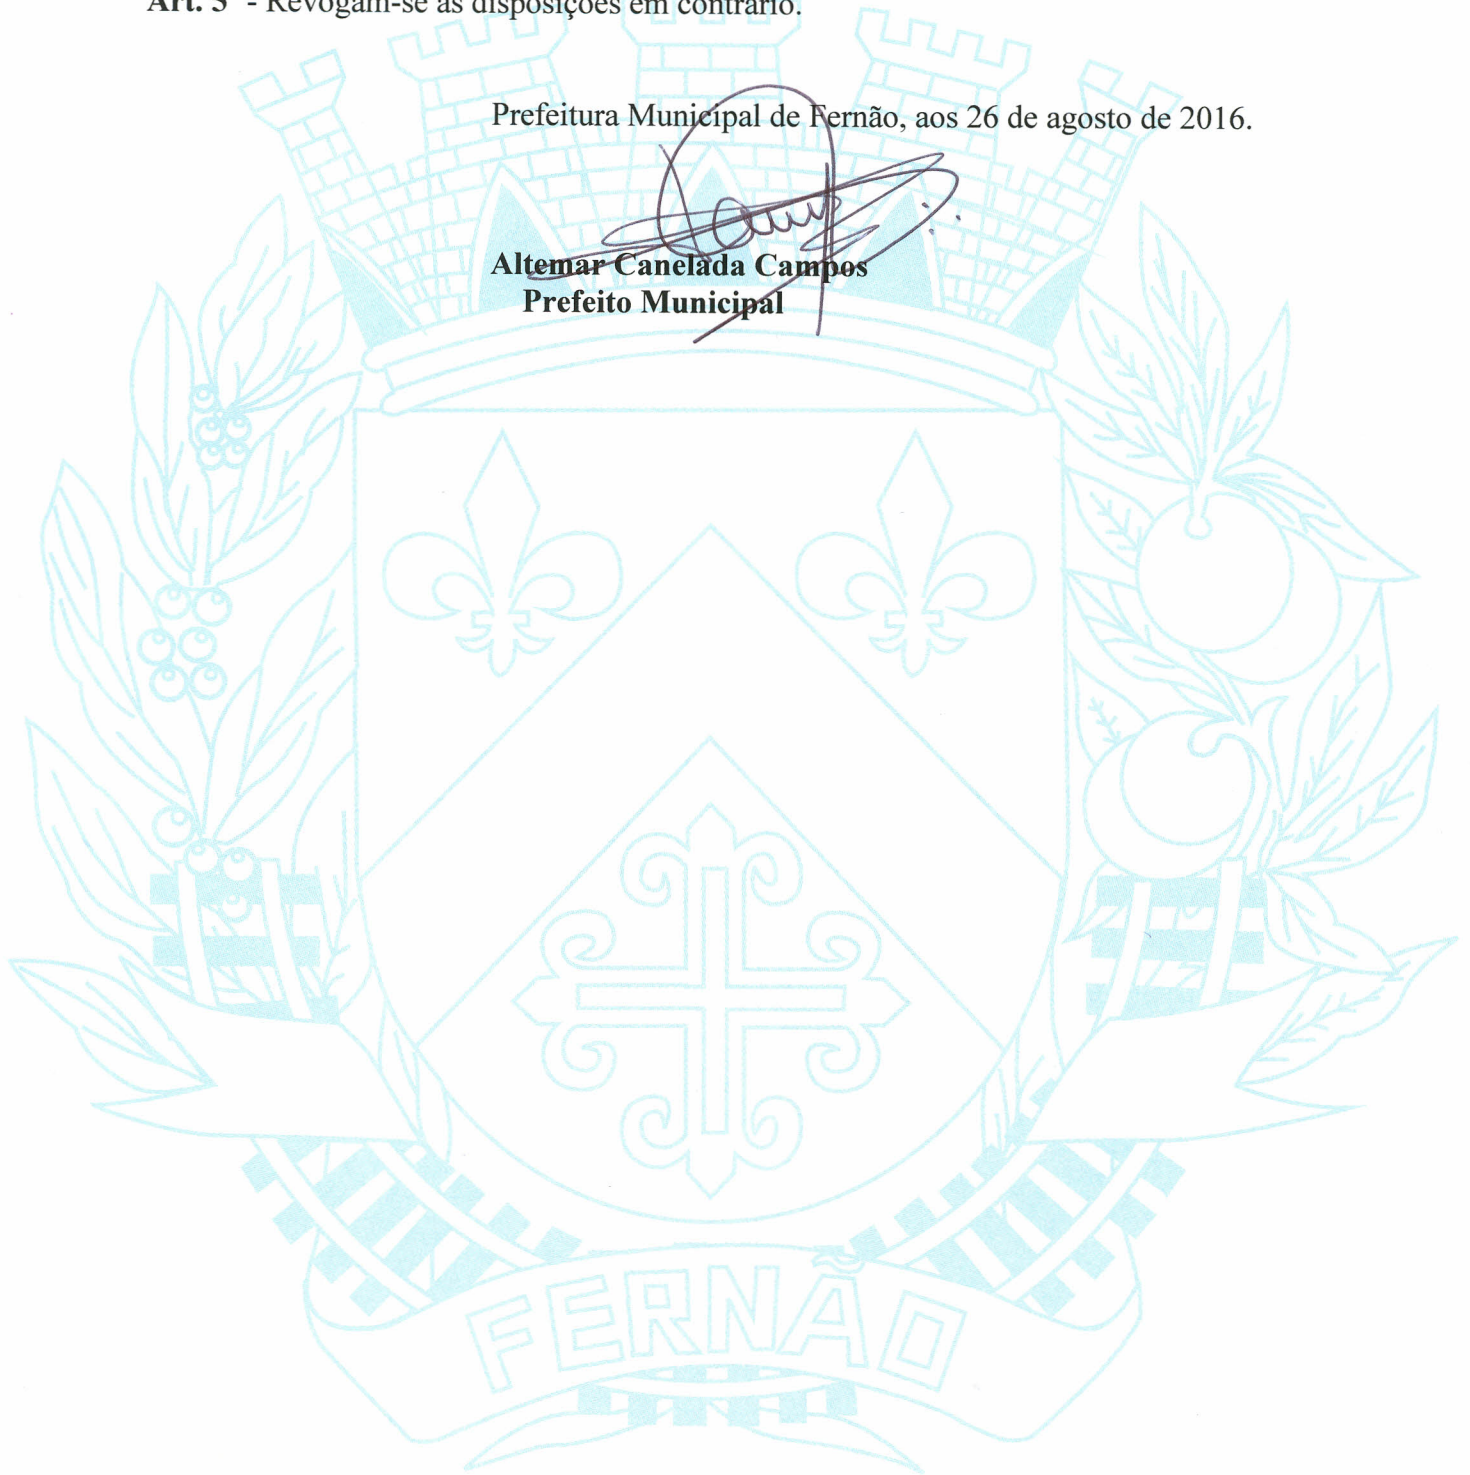 Art. 3º - Revogam-se as disposições em contrário.
Prefeitura Municipal de Fernão, aos 26 de agosto de 2016.
Altemar Canelada Campos
Prefeito Municipal
FERNÃO